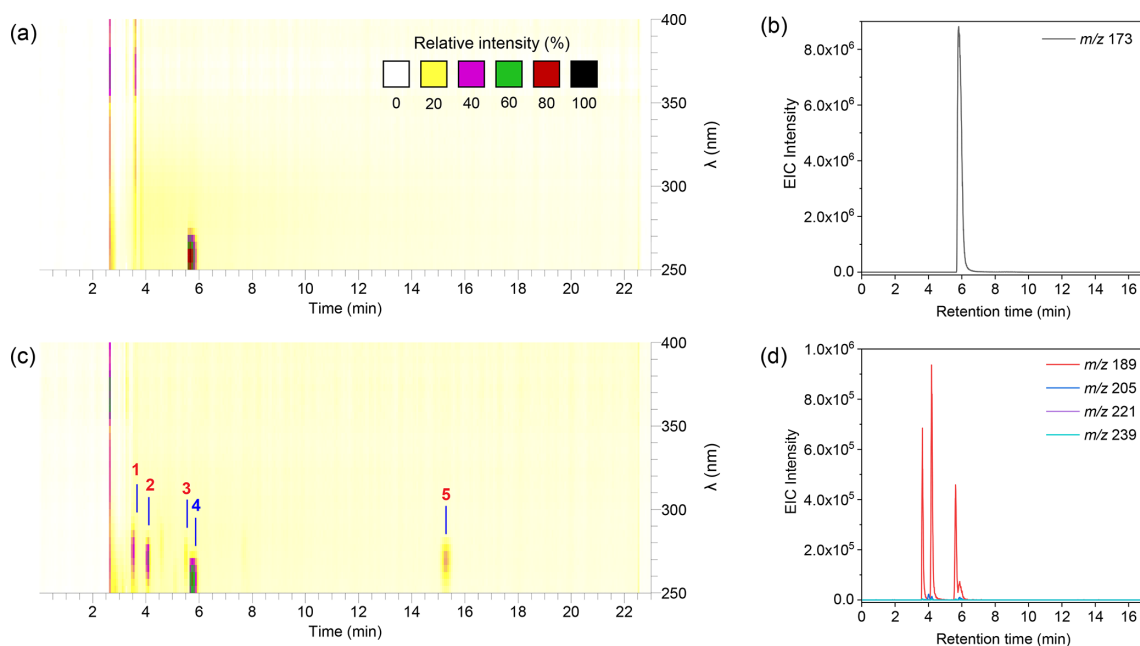 (a)
Relative intensity (%)
0 20 40 60 80 100
400
350
300
250
λ (nm)
2 4 6 8 10 12 14 16 18 20 22
Time (min)
(b)
m/z 173
8.0x10⁶
6.0x10⁶
4.0x10⁶
2.0x10⁶
0.0
EIC Intensity
0 2 4 6 8 10 12 14 16
Retention time (min)
(c)
1
2
3
4
5
400
350
300
250
λ (nm)
2 4 6 8 10 12 14 16 18 20 22
Time (min)
(d)
m/z 189
m/z 205
m/z 221
m/z 239
1.0x10⁶
8.0x10⁵
6.0x10⁵
4.0x10⁵
2.0x10⁵
0.0
EIC Intensity
0 2 4 6 8 10 12 14 16
Retention time (min)